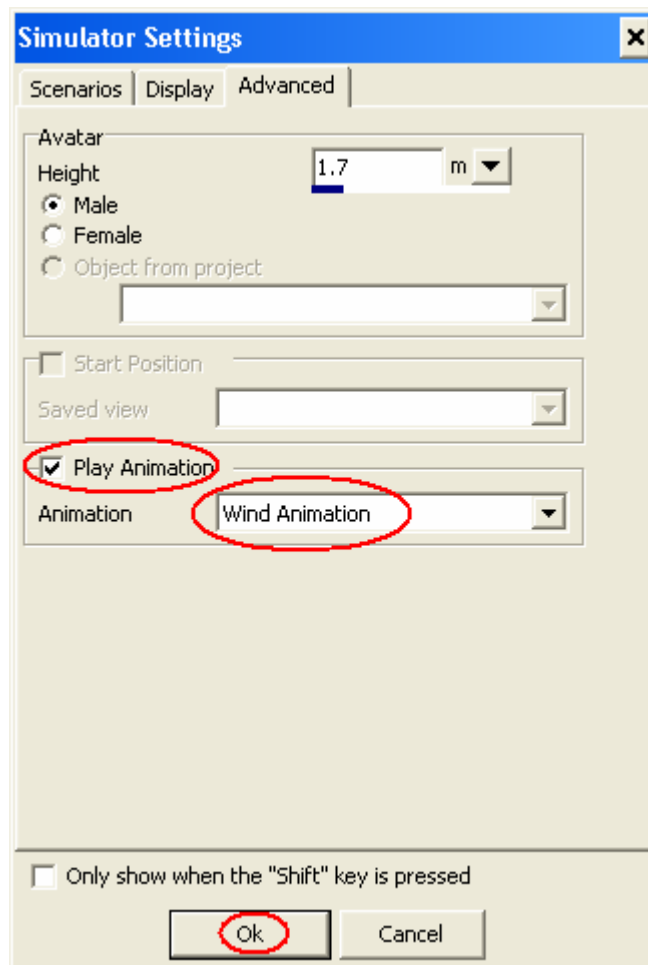 Simulator Settings
Scenarios Display Advanced
Avatar
Height 1.7 m
Male
Female
Object from project
Start Position
Saved view
Play Animation
Animation Wind Animation
Only show when the "Shift" key is pressed
Ok Cancel